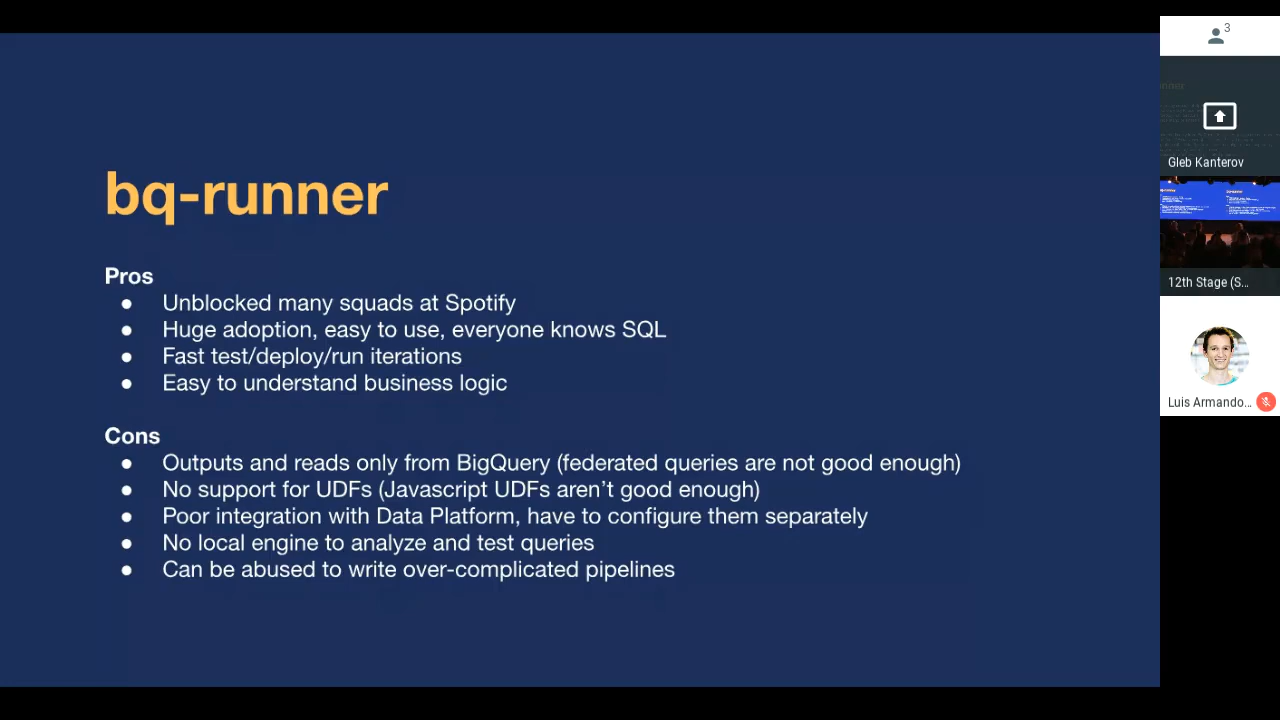 bq-runner
Pros
● Unblocked many squads at Spotify
● Huge adoption, easy to use, everyone knows SQL
● Fast test/deploy/run iterations
● Easy to understand business logic
Cons
● Outputs and reads only from BigQuery (federated queries are not good enough)
● No support for UDFs (Javascript UDFs aren’t good enough)
● Poor integration with Data Platform, have to configure them separately
● No local engine to analyze and test queries
● Can be abused to write over-complicated pipelines
3
Gleb Kanterov
12th Stage (S...
Luis Armando...